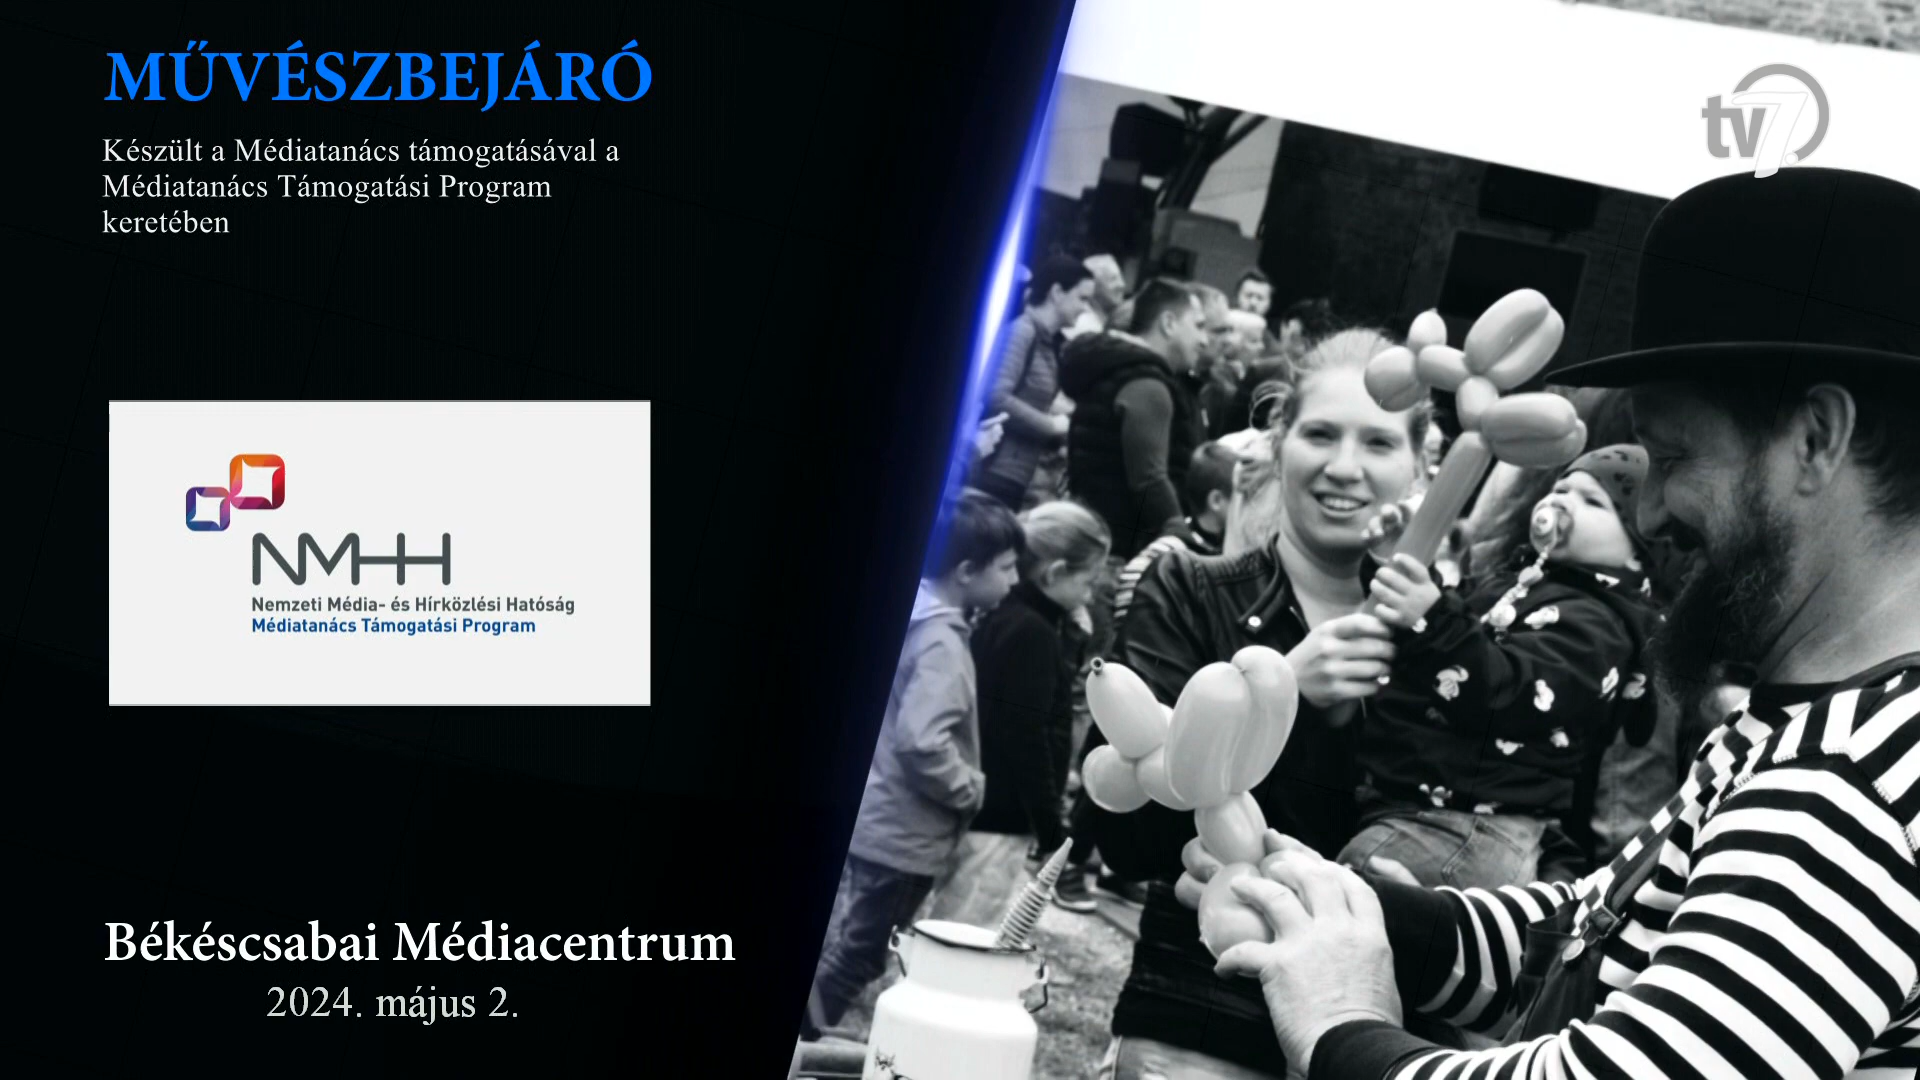 MŰVÉSZBEJÁRÓ
Készült a Médiatanács támogatásával a
Médiatanács Támogatási Program
keretében
tv7.
NMHH
Nemzeti Média- és Hírközlési Hatóság
Médiatanács Támogatási Program
Békéscsabai Médiacentrum
2024. május 2.